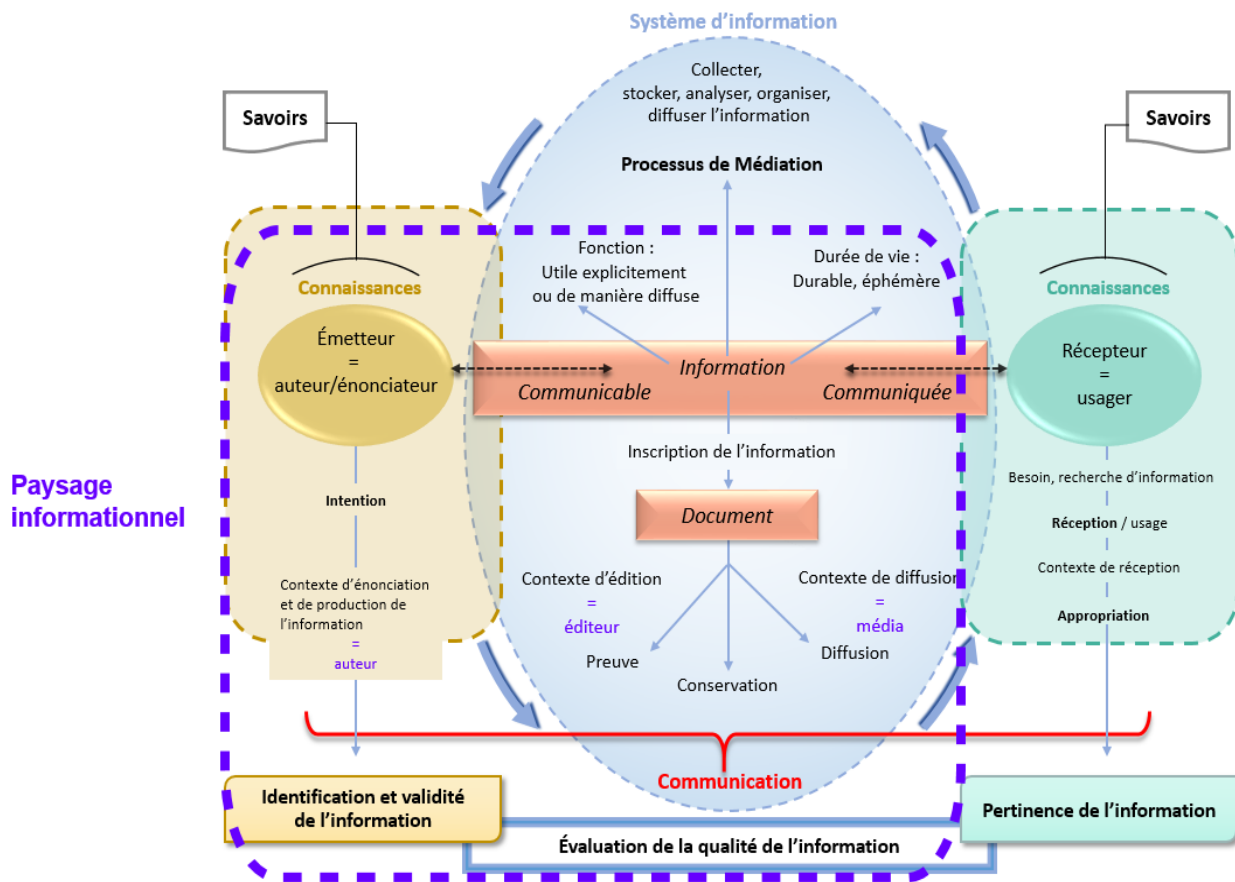 Système d’information
Collecter,
stocker, analyser, organiser,
diffuser l’information
Processus de Médiation
Savoirs
Savoirs
Fonction :
Utile explicitement
ou de manière diffuse
Durée de vie :
Durable, éphémère
Connaissances
Émetteur
=
auteur/énonciateur
Information
Communicable
Communiquée
Connaissances
Récepteur
=
usager
Paysage
informationnel
Intention
Contexte d’énonciation
et de production de
l’information
=
auteur
Inscription de l’information
Document
Contexte d’édition
=
éditeur
Contexte de diffusion
=
média
Preuve
Conservation
Diffusion
Besoin, recherche d’information
Réception / usage
Contexte de réception
Appropriation
Communication
Identification et validité
de l’information
Évaluation de la qualité de l’information
Pertinence de l’information